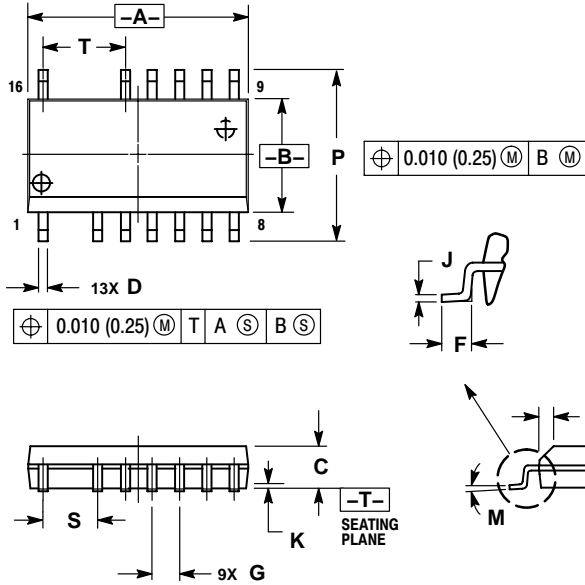 –A–
T
16
9
–B–
P
⌖ 0.010 (0.25) Ⓜ B Ⓜ
1
8
13X D
J
F
⌖ 0.010 (0.25) Ⓜ T A Ⓢ B Ⓢ
C
S
K
–T–
SEATING
PLANE
M
9X G